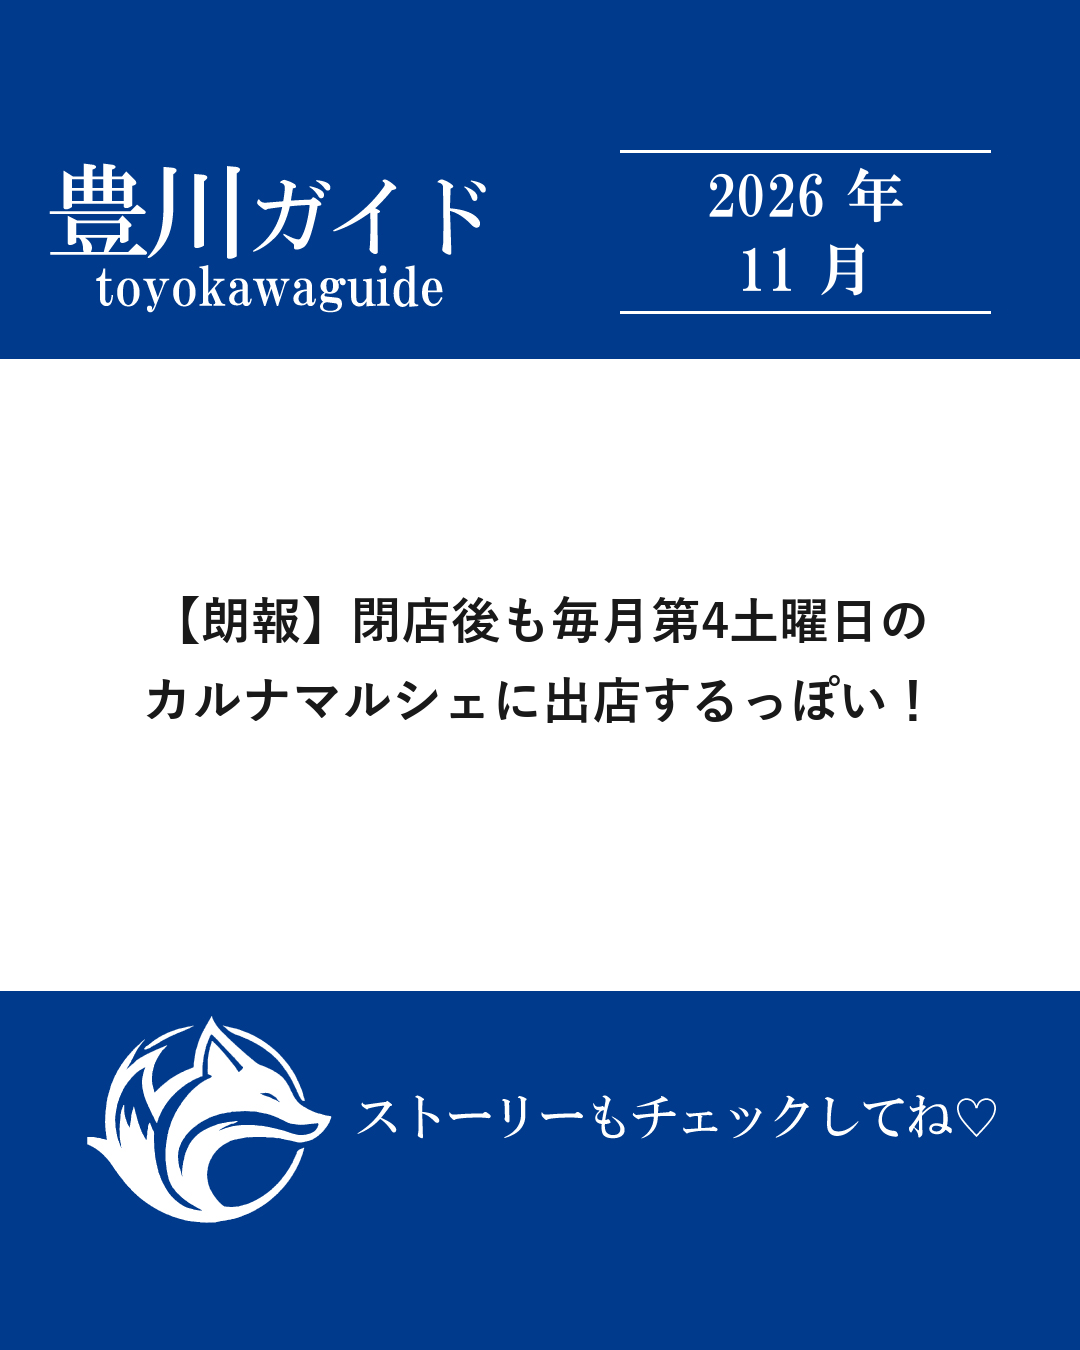 豊川ガイド
toyokawaguide
2026 年
11 月
【朗報】閉店後も毎月第4土曜日の
カルナマルシェに出店するっぽい！
ストーリーもチェックしてね♡